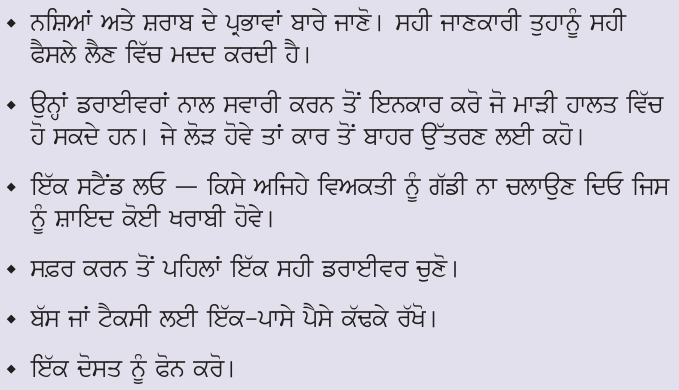 ◆ ਨਸ਼ਿਆਂ ਅਤੇ ਸ਼ਰਾਬ ਦੇ ਪ੍ਰਭਾਵਾਂ ਬਾਰੇ ਜਾਣੋ। ਸਹੀ ਜਾਣਕਾਰੀ ਤੁਹਾਨੂੰ ਸਹੀ
ਫੈਸਲੇ ਲੈਣ ਵਿੱਚ ਮਦਦ ਕਰਦੀ ਹੈ।
◆ ਉਨ੍ਹਾਂ ਡਰਾਈਵਰਾਂ ਨਾਲ ਸਵਾਰੀ ਕਰਨ ਤੋਂ ਇਨਕਾਰ ਕਰੋ ਜੋ ਮਾੜੀ ਹਾਲਤ ਵਿੱਚ
ਹੋ ਸਕਦੇ ਹਨ। ਜੇ ਲੋੜ ਹੋਵੇ ਤਾਂ ਕਾਰ ਤੋਂ ਬਾਹਰ ਉੱਤਰਣ ਲਈ ਕਹੋ।
◆ ਇੱਕ ਸਟੈਂਡ ਲਓ — ਕਿਸੇ ਅਜਿਹੇ ਵਿਅਕਤੀ ਨੂੰ ਗੱਡੀ ਨਾ ਚਲਾਉਣ ਦਿਓ ਜਿਸ
ਨੂੰ ਸ਼ਾਇਦ ਕੋਈ ਖਰਾਬੀ ਹੋਵੇ।
◆ ਸਫ਼ਰ ਕਰਨ ਤੋਂ ਪਹਿਲਾਂ ਇੱਕ ਸਹੀ ਡਰਾਈਵਰ ਚੁਣੋ।
◆ ਬੱਸ ਜਾਂ ਟੈਕਸੀ ਲਈ ਇੱਕ-ਪਾਸੇ ਪੈਸੇ ਕੱਢਕੇ ਰੱਖੋ।
◆ ਇੱਕ ਦੋਸਤ ਨੂੰ ਫੋਨ ਕਰੋ।